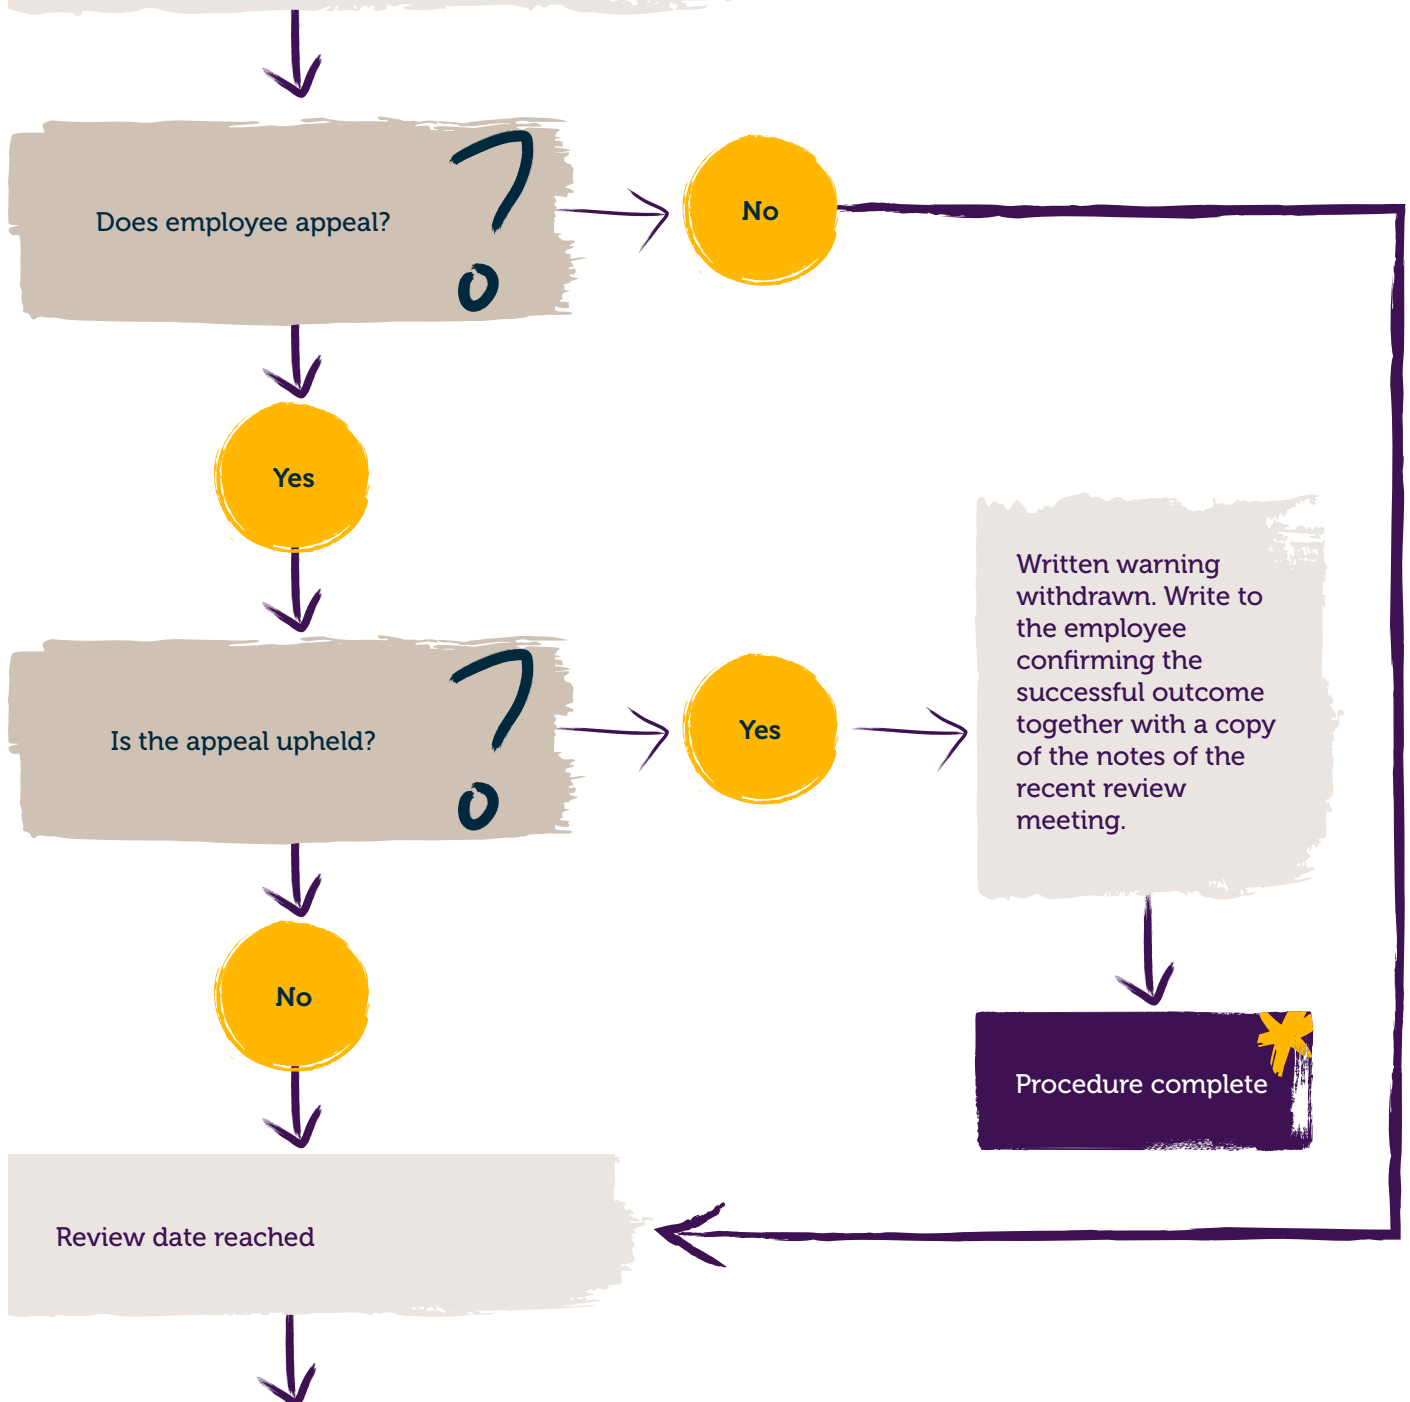 Does employee appeal?
No
Yes
Written warning
withdrawn. Write to
the employee
confirming the
successful outcome
together with a copy
of the notes of the
recent review
meeting.
Is the appeal upheld?
Yes
No
Procedure complete
Review date reached